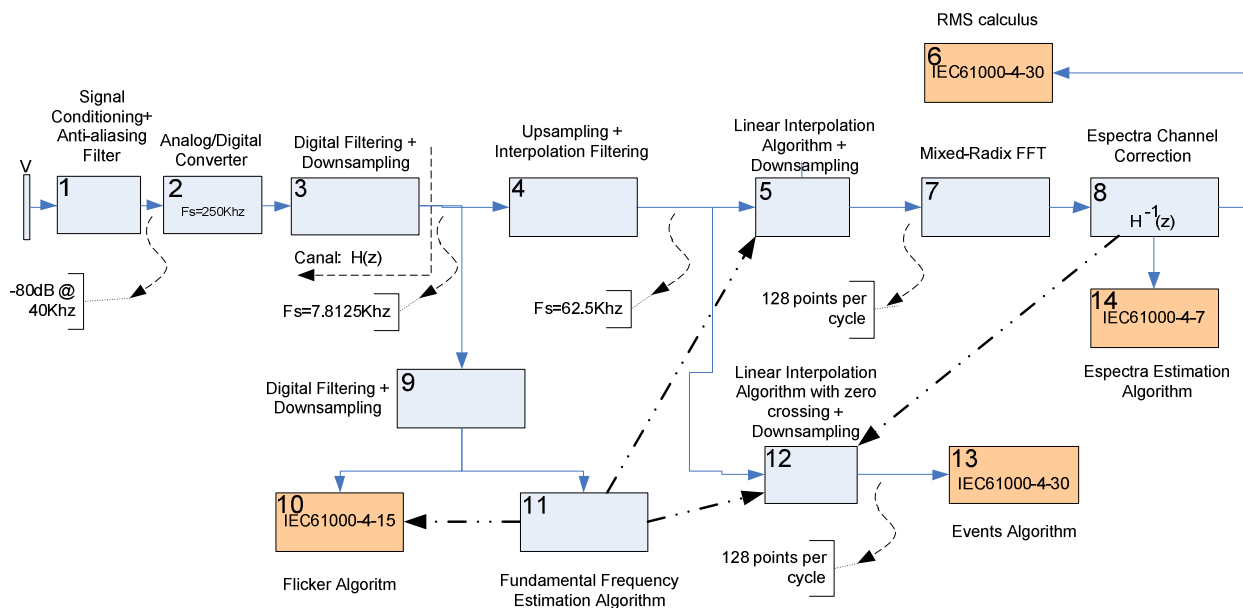 RMS calculus
6
IEC61000-4-30
Signal
Conditioning+
Anti-aliasing
Filter
Analog/Digital
Converter
Digital Filtering +
Downsampling
Upsampling +
Interpolation Filtering
Linear Interpolation
Algorithm +
Downsampling
Mixed-Radix FFT
Espectra Channel
Correction
V
1
2
Fs=250Khz
3
4
5
7
8
H⁻¹(z)
Canal: H(z)
-80dB @
40Khz
Fs=7.8125Khz
Fs=62.5Khz
128 points per
cycle
14
IEC61000-4-7
Espectra Estimation
Algorithm
Digital Filtering +
Downsampling
9
Linear Interpolation
Algorithm with zero
crossing +
Downsampling
12
13
IEC61000-4-30
Events Algorithm
10
IEC61000-4-15
Flicker Algoritm
11
Fundamental Frequency
Estimation Algorithm
128 points per
cycle